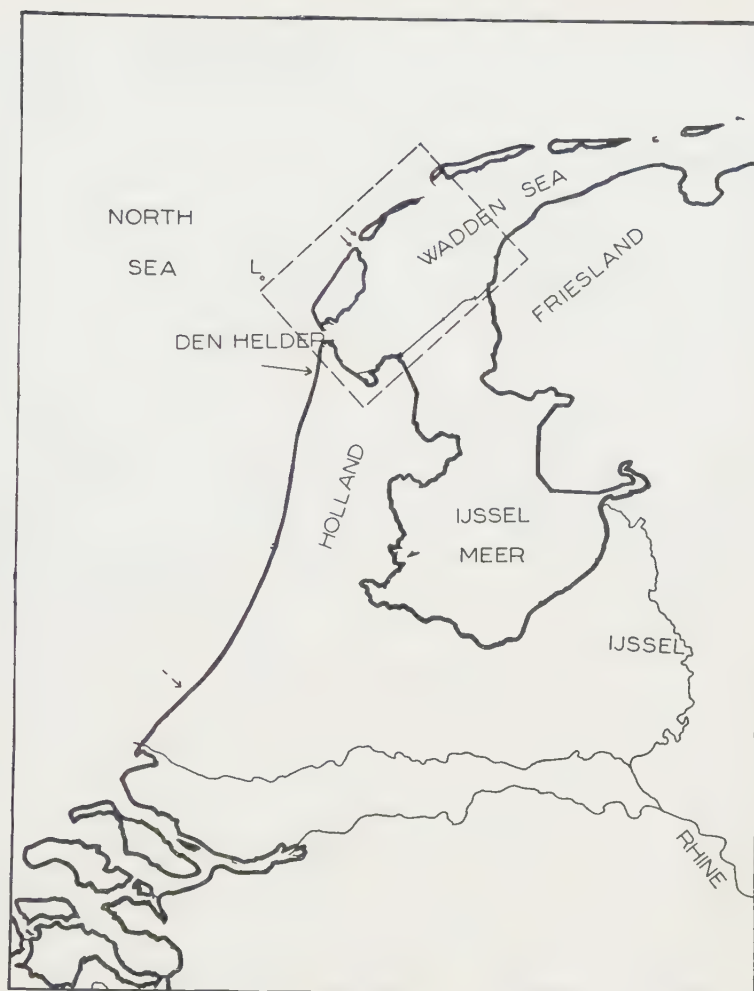 NORTH
SEA
L
WADDEN SEA
FRIESLAND
DEN HELDER
HOLLAND
IJSSEL
MEER
IJSSEL
RHINE